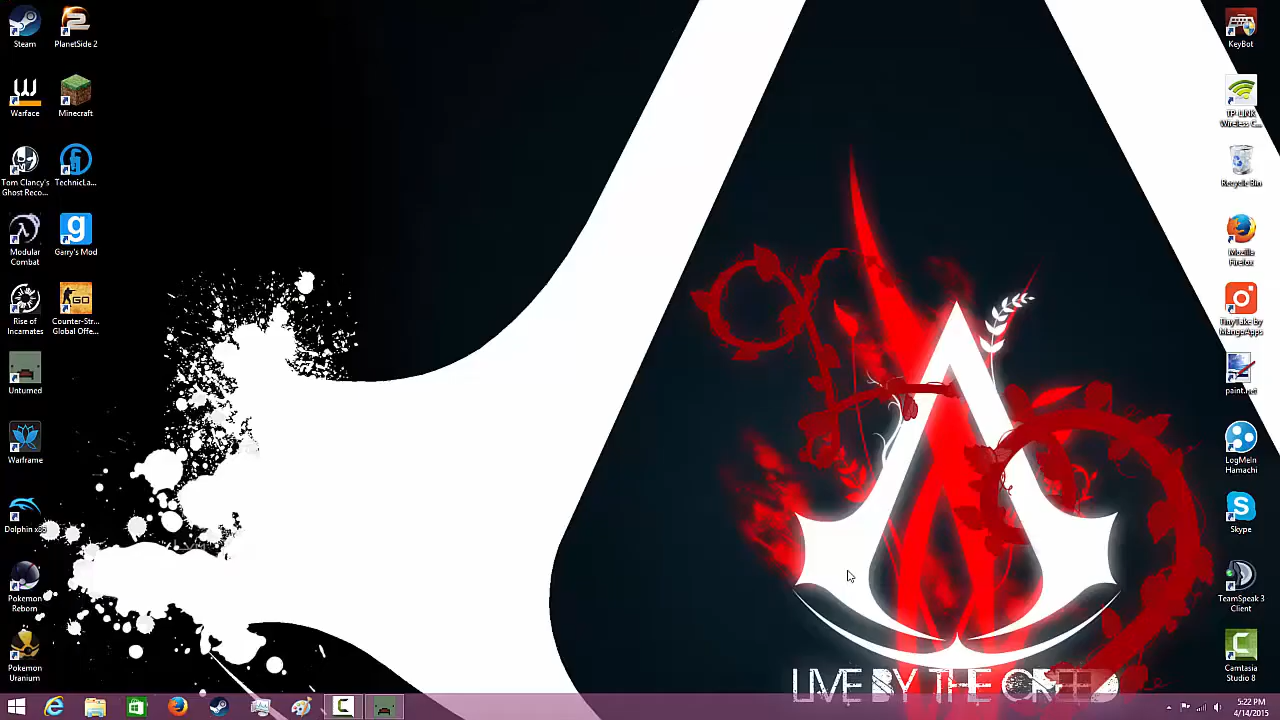 Steam
PlanetSide 2
Warface
Minecraft
Tom Clancy's
Ghost Reco...
TechnicLa...
Modular
Combat
Garry's Mod
Rise of
Incarnates
Counter-Str...
Global Offe...
Unturned
Warframe
Dolphin x86
Pokemon
Reborn
Pokemon
Uranium
KeyBot
TP-LINK
Wireless C...
Recycle Bin
Mozilla
Firefox
TinyTake by
MangoApps
paint.net
LogMeIn
Hamachi
Skype
TeamSpeak 3
Client
Camtasia
Studio 8
LIVE BY THE CREED
5:22 PM
4/14/2015